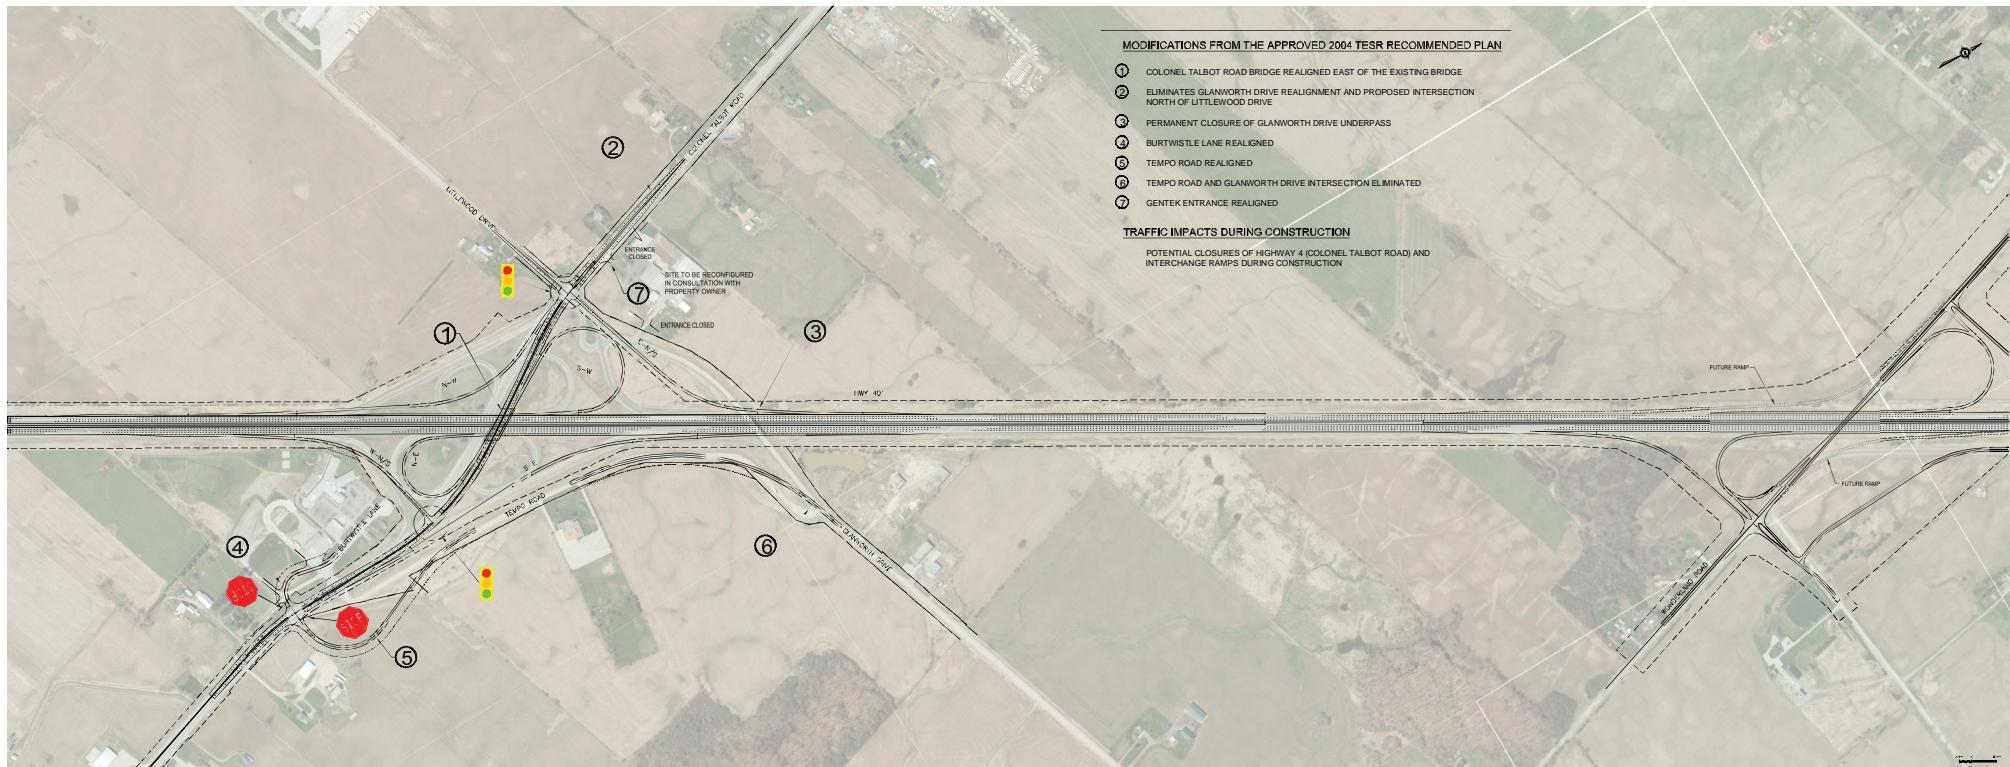 MODIFICATIONS FROM THE APPROVED 2004 TESR RECOMMENDED PLAN
1 COLONEL TALBOT ROAD BRIDGE REALIGNED EAST OF THE EXISTING BRIDGE
2 ELIMINATES GLANWORTH DRIVE REALIGNMENT AND PROPOSED INTERSECTION
NORTH OF LITTLEWOOD DRIVE
3 PERMANENT CLOSURE OF GLANWORTH DRIVE UNDERPASS
4 BURTWISTLE LANE REALIGNED
5 TEMPO ROAD REALIGNED
6 TEMPO ROAD AND GLANWORTH DRIVE INTERSECTION ELIMINATED
7 GENTEK ENTRANCE REALIGNED
TRAFFIC IMPACTS DURING CONSTRUCTION
POTENTIAL CLOSURES OF HIGHWAY 4 (COLONEL TALBOT ROAD) AND
INTERCHANGE RAMPS DURING CONSTRUCTION
COLONEL TALBOT ROAD
2
LITTLEWOOD DRIVE
ENTRANCE
CLOSED
SITE TO BE RECONFIGURED
IN CONSULTATION WITH
PROPERTY OWNER
7
ENTRANCE CLOSED
1
3
E-N/S
S-W
N-W
FUTURE RAMP
W-N/S
N-E
S-E
FUTURE RAMP
TEMPO ROAD
BURTWISTLE LANE
GLANWORTH DRIVE
4
6
STOP
STOP
5
WONDERLAND ROAD